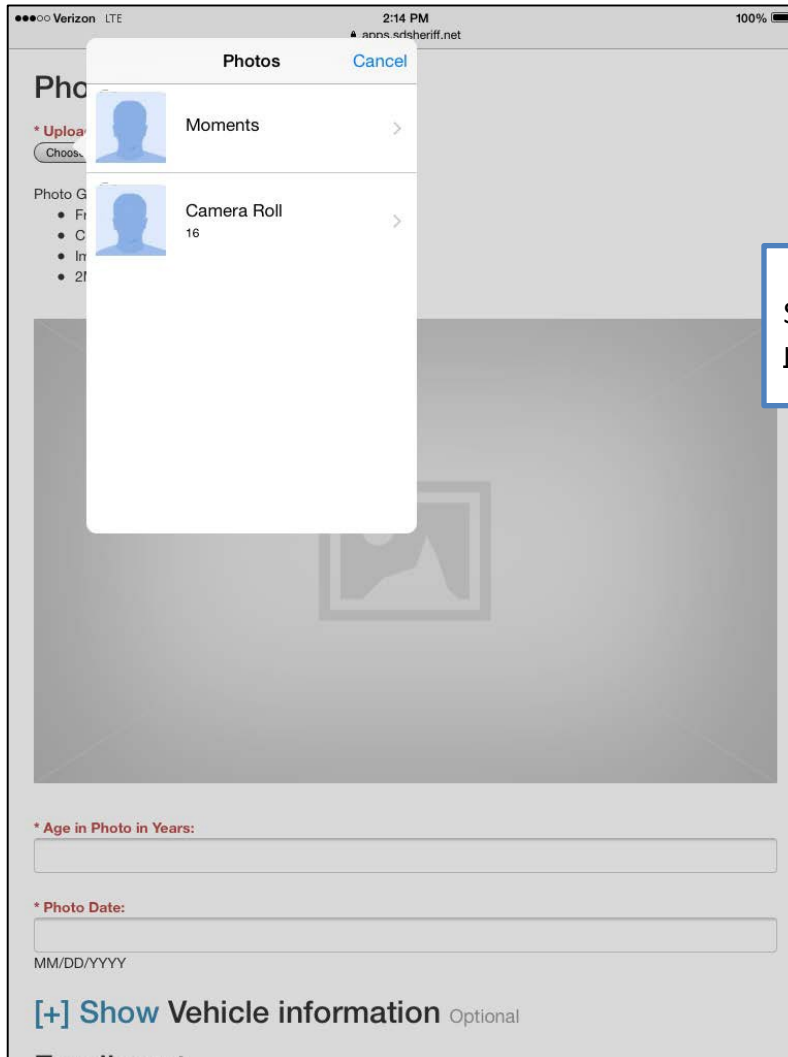 Verizon LTE 2:14 PM 100%
apps.sdsheriff.net
Photos Cancel
* 
Moments
Photo
Camera Roll
16
* Age in Photo in Years:
* Photo Date:
MM/DD/YYYY
[+] Show Vehicle information Optional